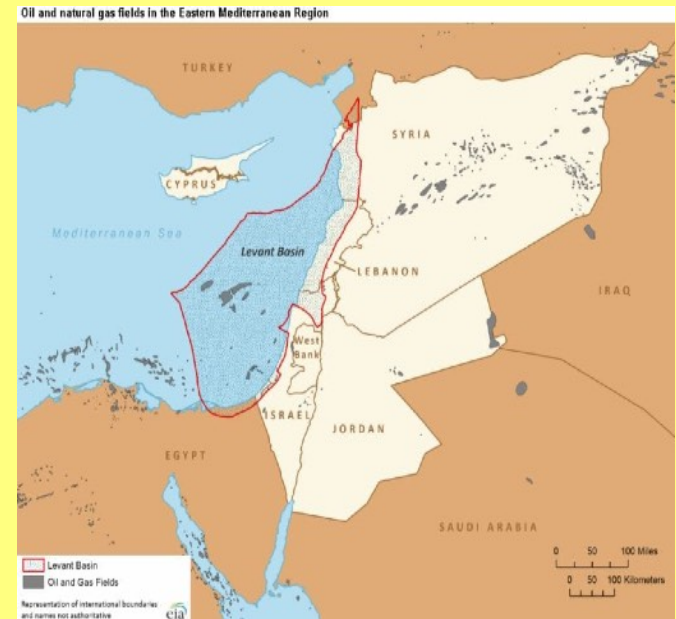 Oil and natural gas fields in the Eastern Mediterranean Region
TURKEY
SYRIA
CYPRUS
Mediterranean Sea
Levant Basin
LEBANON
IRAQ
West
Bank
ISRAEL
JORDAN
EGYPT
SAUDI ARABIA
0 50 100 Miles
0 50 100 Kilometers
Levant Basin
Oil and Gas Fields
Representation of international boundaries
and names not authoritative
eia